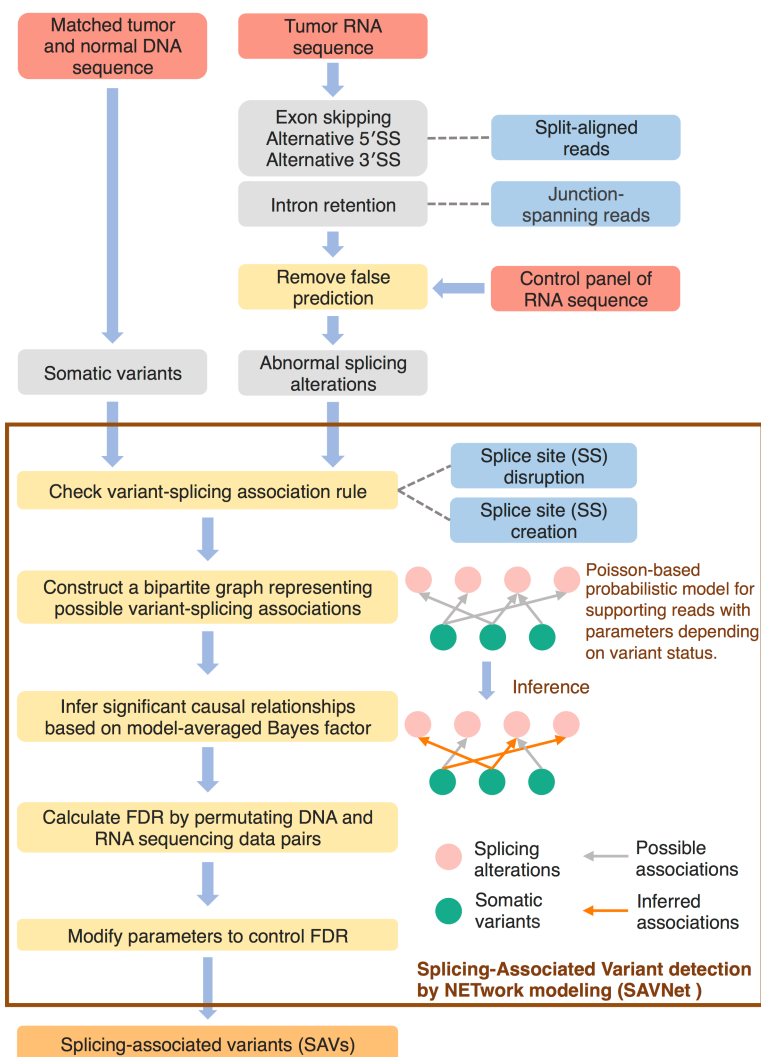 Matched tumor
and normal DNA
sequence
Tumor RNA
sequence
Exon skipping
Alternative 5′SS
Alternative 3′SS
Split-aligned
reads
Intron retention
Junction-
spanning reads
Remove false
prediction
Control panel of
RNA sequence
Somatic variants
Abnormal splicing
alterations
Check variant-splicing association rule
Splice site (SS)
disruption
Splice site (SS)
creation
Construct a bipartite graph representing
possible variant-splicing associations
Poisson-based
probabilistic model for
supporting reads with
parameters depending
on variant status.
Inference
Infer significant causal relationships
based on model-averaged Bayes factor
Calculate FDR by permutating DNA and
RNA sequencing data pairs
Splicing
alterations
Possible
associations
Somatic
variants
Inferred
associations
Modify parameters to control FDR
Splicing-Associated Variant detection
by NETwork modeling (SAVNet )
Splicing-associated variants (SAVs)